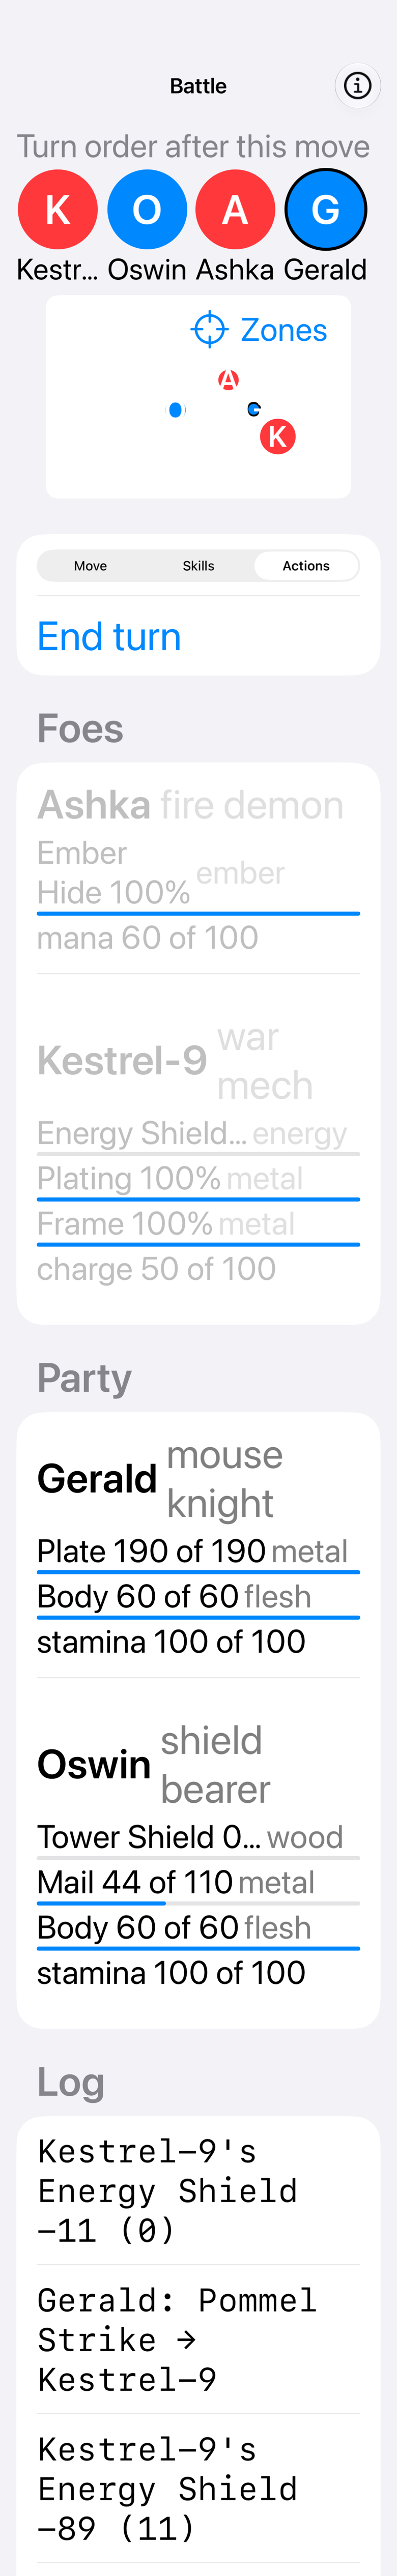 Battle
Turn order after this move
K O A G
Kestr... Oswin Ashka Gerald
Zones
A
K
Move Skills Actions
End turn
Foes
Ashka fire demon
Ember
Hide 100% ember
mana 60 of 100
Kestrel-9 war
mech
Energy Shield... energy
Plating 100% metal
Frame 100% metal
charge 50 of 100
Party
Gerald mouse
knight
Plate 190 of 190 metal
Body 60 of 60 flesh
stamina 100 of 100
Oswin shield
bearer
Tower Shield 0... wood
Mail 44 of 110 metal
Body 60 of 60 flesh
stamina 100 of 100
Log
Kestrel-9's
Energy Shield
-11 (0)
Gerald: Pommel
Strike →
Kestrel-9
Kestrel-9's
Energy Shield
-89 (11)